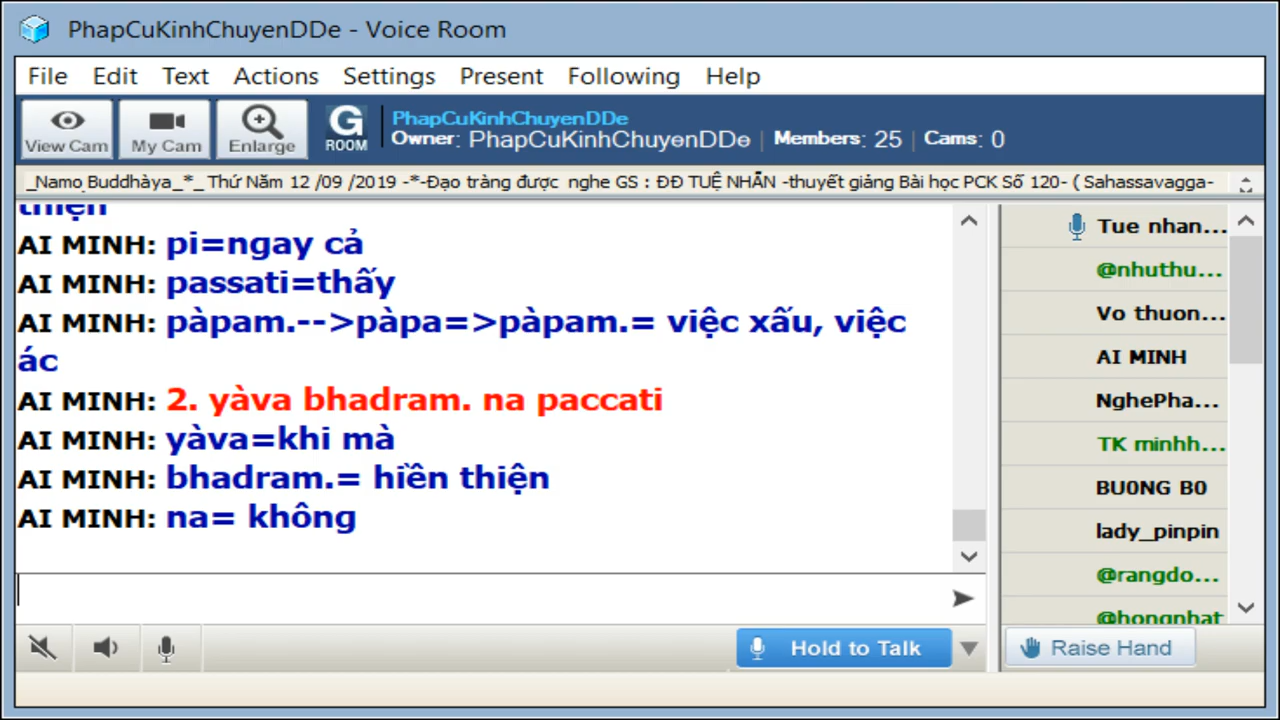 PhapCuKinhChuyenDDe - Voice Room
File Edit Text Actions Settings Present Following Help
View Cam My Cam Enlarge G ROOM
PhapCuKinhChuyenDDe
Owner: PhapCuKinhChuyenDDe | Members: 25 | Cams: 0
_Namo_Buddhàya_*_ Thứ Năm 12 /09 /2019 -*-Đạo tràng được nghe GS : ĐĐ TUỆ NHẪN -thuyết giảng Bài học PCK Số 120- ( Sahassavagga-
thiện
AI MINH: pi=ngay cả
AI MINH: passati=thấy
AI MINH: pàpam.-->pàpa=>pàpam.= việc xấu, việc
ác
AI MINH: 2. yàva bhadram. na paccati
AI MINH: yàva=khi mà
AI MINH: bhadram.= hiền thiện
AI MINH: na= không
Tue nhan...
@nhuthu...
Vo thuon...
AI MINH
NghePha...
TK minhh...
BU0NG B0
lady_pinpin
@rangdo...
@hongnhat
Hold to Talk
Raise Hand